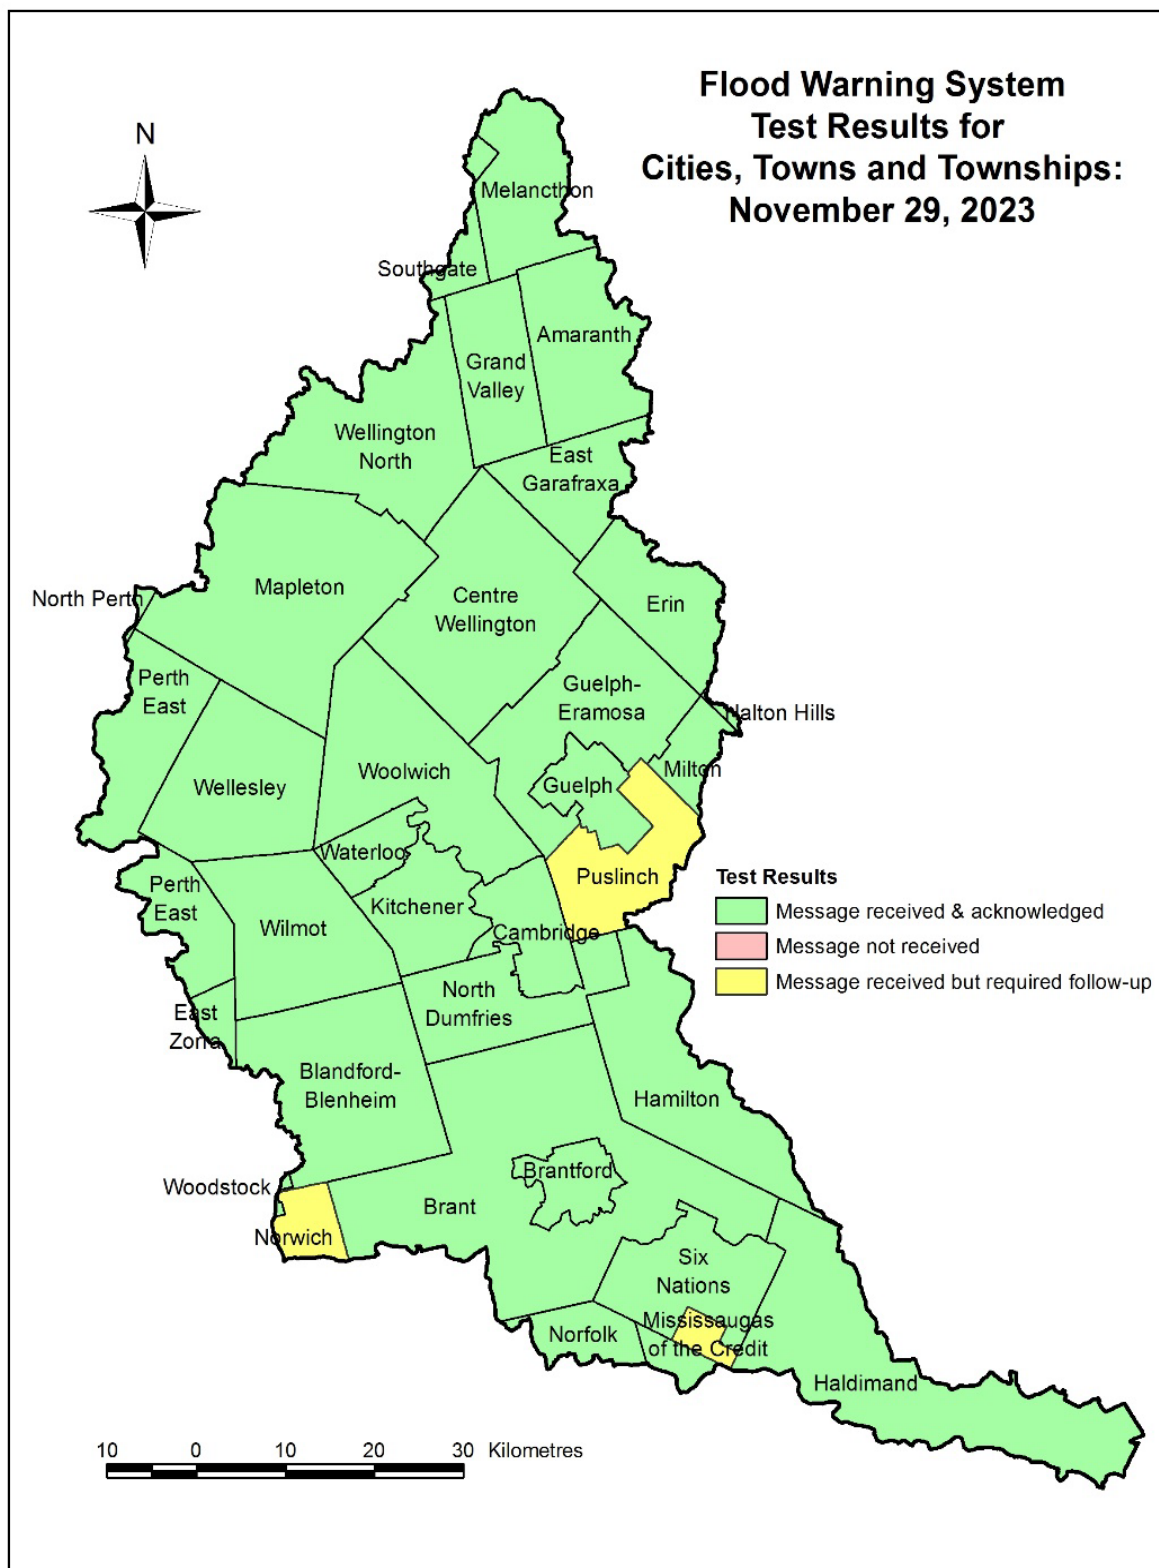 Flood Warning System
Test Results for
Cities, Towns and Townships:
November 29, 2023
N
Melancthon
Southgate
Amaranth
Grand
Valley
Wellington
North
East
Garafraxa
Mapleton
North Perth
Centre
Wellington
Erin
Perth
East
Guelph-
Eramosa
Halton Hills
Wellesley
Woolwich
Guelph
Milton
Waterloo
Puslinch
Perth
East
Kitchener
Wilmot
Cambridge
Test Results
Message received & acknowledged
Message not received
Message received but required follow-up
North
Dumfries
East
Zorra
Blandford-
Blenheim
Hamilton
Brantford
Woodstock
Brant
Norwich
Six
Nations
Mississaugas
of the Credit
Norfolk
Haldimand
10 0 10 20 30 Kilometres